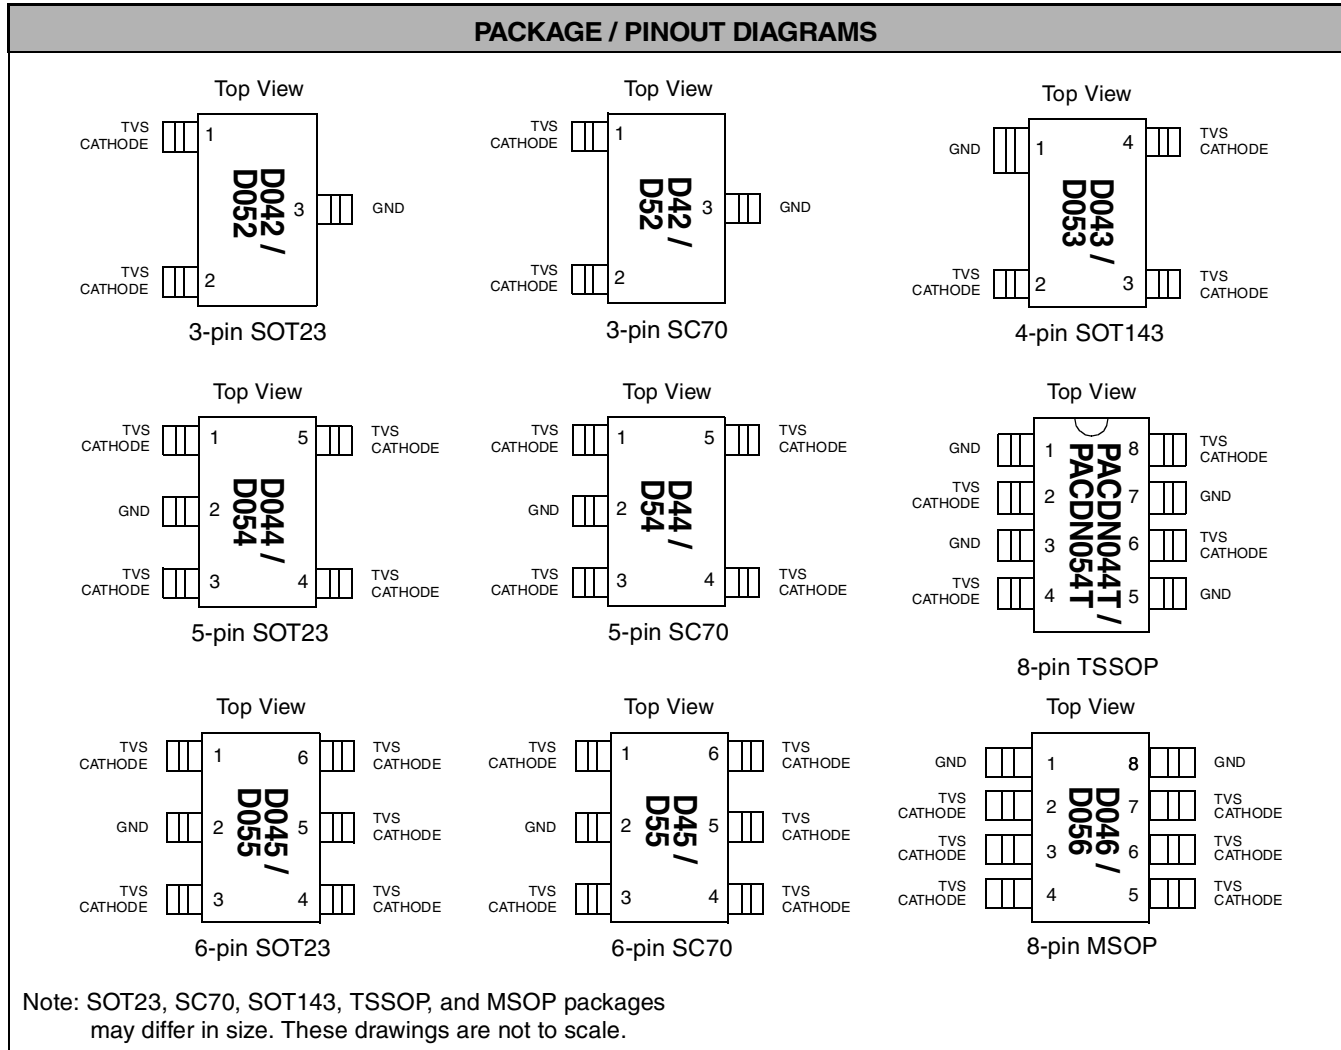 PACKAGE / PINOUT DIAGRAMS
Top View
TVS
CATHODE
1
D042 /
D052
3
GND
TVS
CATHODE
2
3-pin SOT23
Top View
TVS
CATHODE
1
D42 /
D52
3
GND
TVS
CATHODE
2
3-pin SC70
Top View
GND
1
4
TVS
CATHODE
D043 /
D053
TVS
CATHODE
2
3
TVS
CATHODE
4-pin SOT143
Top View
TVS
CATHODE
1
5
TVS
CATHODE
GND
2
D044 /
D054
TVS
CATHODE
3
4
TVS
CATHODE
5-pin SOT23
Top View
TVS
CATHODE
1
5
TVS
CATHODE
GND
2
D44 /
D54
TVS
CATHODE
3
4
TVS
CATHODE
5-pin SC70
Top View
GND
1
8
TVS
CATHODE
TVS
CATHODE
2
7
GND
PACDN044T /
PACDN054T
GND
3
6
TVS
CATHODE
TVS
CATHODE
4
5
GND
8-pin TSSOP
Top View
TVS
CATHODE
1
6
TVS
CATHODE
GND
2
D045 /
D055
5
TVS
CATHODE
TVS
CATHODE
3
4
TVS
CATHODE
6-pin SOT23
Top View
TVS
CATHODE
1
6
TVS
CATHODE
GND
2
D45 /
D55
5
TVS
CATHODE
TVS
CATHODE
3
4
TVS
CATHODE
6-pin SC70
Top View
GND
1
8
GND
TVS
CATHODE
2
7
TVS
CATHODE
D046 /
D056
TVS
CATHODE
3
6
TVS
CATHODE
TVS
CATHODE
4
5
TVS
CATHODE
8-pin MSOP
Note: SOT23, SC70, SOT143, TSSOP, and MSOP packages
may differ in size. These drawings are not to scale.